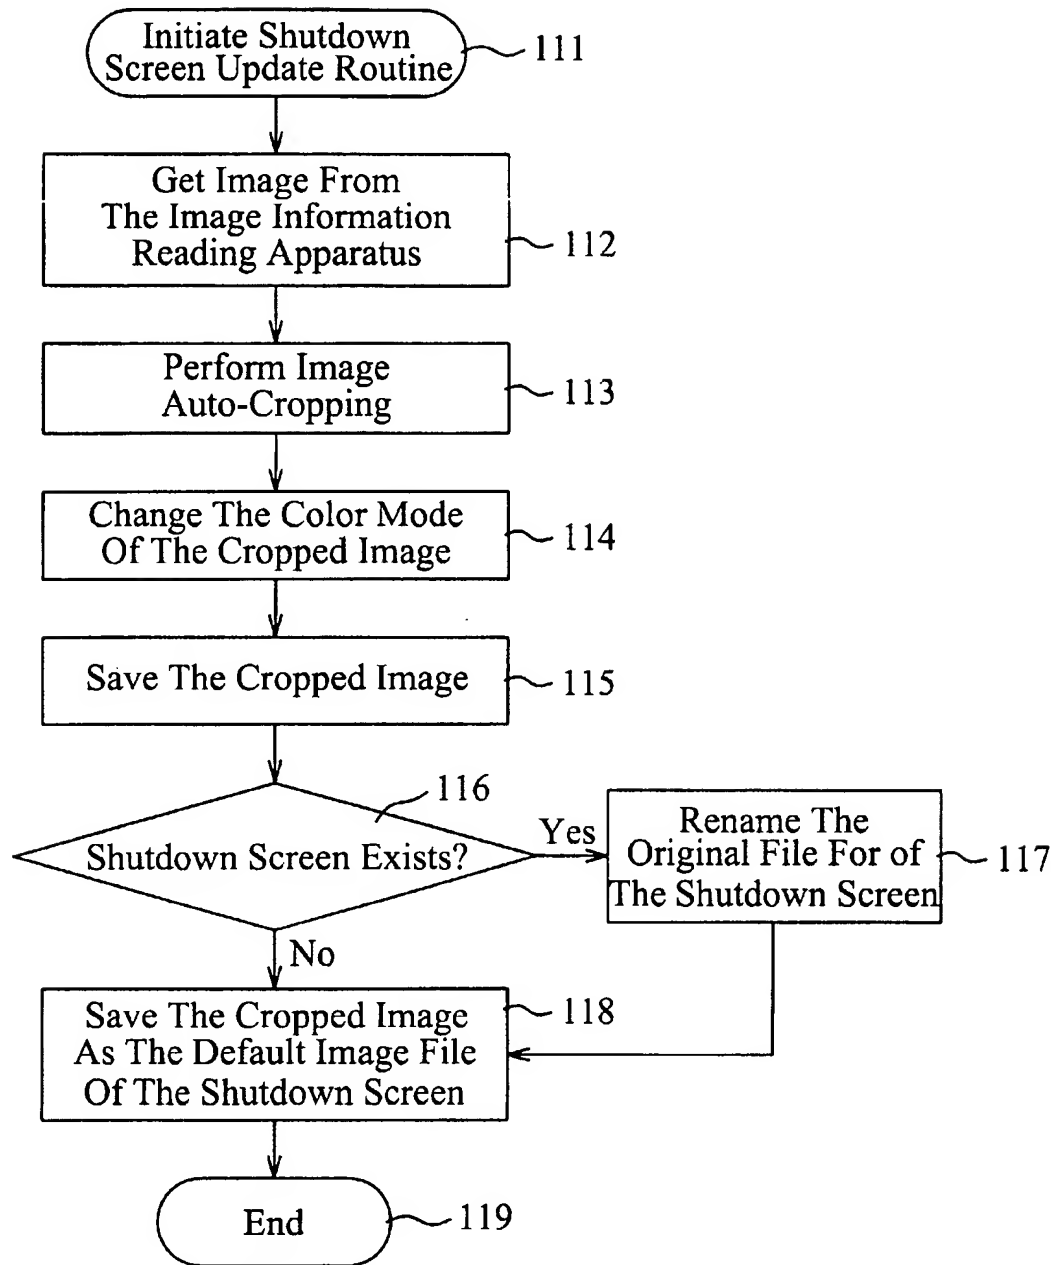 Initiate Shutdown
Screen Update Routine
111
Get Image From
The Image Information
Reading Apparatus
112
Perform Image
Auto-Cropping
113
Change The Color Mode
Of The Cropped Image
114
Save The Cropped Image
115
116
Shutdown Screen Exists?
Yes
Rename The
Original File For of
The Shutdown Screen
117
No
Save The Cropped Image
As The Default Image File
Of The Shutdown Screen
118
End
119